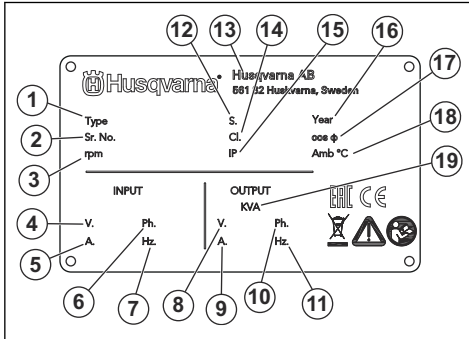 12 13 14 15 16
17
18
19
Husqvarna
Husqvarna AB
561 82 Huskvarna, Sweden
1
Type S. Year
2
Sr. No. Cl. cos ϕ
3
rpm IP Amb °C
INPUT OUTPUT
KVA
EAC CE
4
V. Ph. V. Ph.
5
A. Hz. A. Hz.
6 7 8 9 10 11